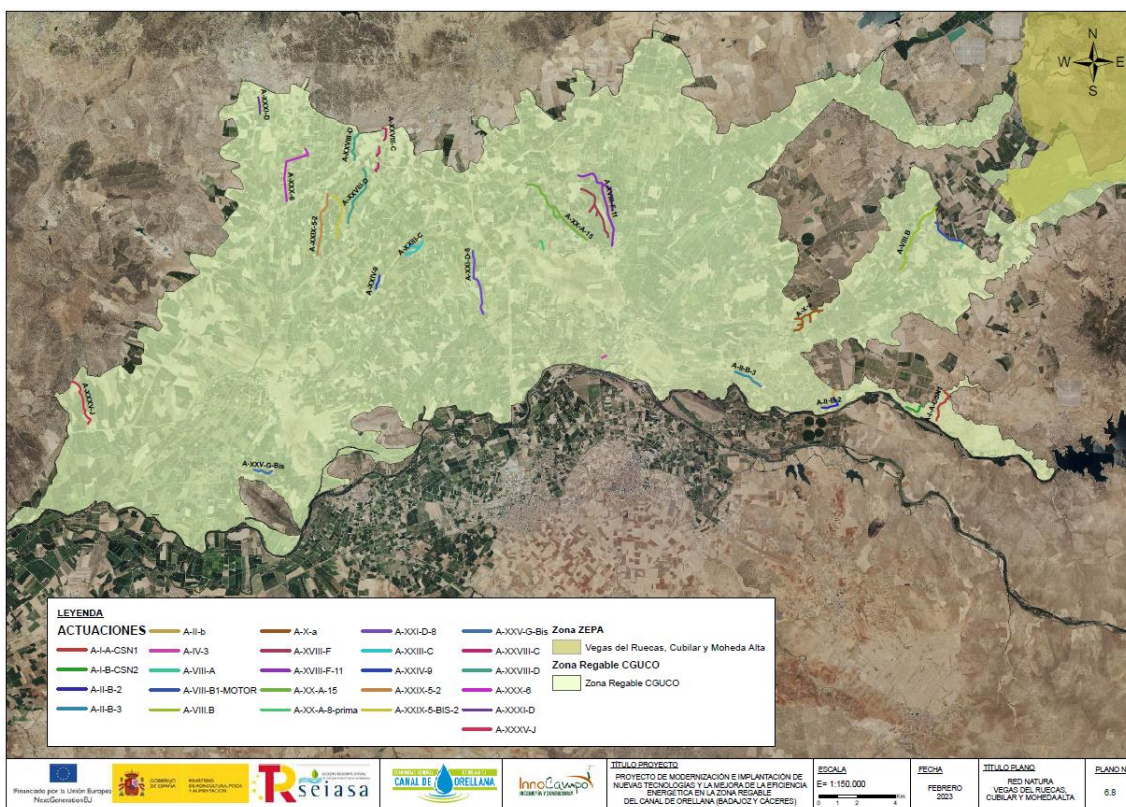 N
W E
S
A-XXXI-D
A-XXVIII-D
A-XXVIII-C
A-XXX-6
A-XXVIII-D
A-XXIX-5-2
A-XXIII-C
A-XXIV-9
A-XXI-D-8
A-XX-A-15
A-XVIII-F-11
A-VIII.B
A-X-a
A-II-B-3
A-II-B-2
A-I-A-CSN1
A-XXXV-J
A-XXV-G-Bis
LEYENDA
ACTUACIONES
A-I-A-CSN1
A-I-B-CSN2
A-II-B-2
A-II-B-3
A-II-b
A-IV-3
A-VIII-A
A-VIII-B1-MOTOR
A-VIII.B
A-X-a
A-XVIII-F
A-XVIII-F-11
A-XX-A-15
A-XX-A-8-prima
A-XXI-D-8
A-XXIII-C
A-XXIV-9
A-XXIX-5-2
A-XXIX-5-BIS-2
A-XXV-G-Bis
A-XXVIII-C
A-XXVIII-D
A-XXX-6
A-XXXI-D
A-XXXV-J
Zona ZEPA
Vegas del Ruecas, Cubilar y Moheda Alta
Zona Regable CGUCO
Zona Regable CGUCO
Financiado por la Unión Europea
NextGenerationEU
GOBIERNO
DE ESPAÑA
MINISTERIO
DE AGRICULTURA, PESCA
Y ALIMENTACIÓN
R
seiasa
CANAL DE ORELLANA
InnoCampo
TÍTULO PROYECTO
PROYECTO DE MODERNIZACIÓN E IMPLANTACIÓN DE
NUEVAS TECNOLOGÍAS Y LA MEJORA DE LA EFICIENCIA
ENERGÉTICA EN LA ZONA REGABLE
DEL CANAL DE ORELLANA (BADAJOZ Y CÁCERES)
ESCALA
E= 1:150.000
0 1 2 4
Km
FECHA
FEBRERO
2023
TÍTULO PLANO
RED NATURA
VEGAS DEL RUECAS,
CUBILAR Y MOHEDA ALTA
PLANO N
6.8